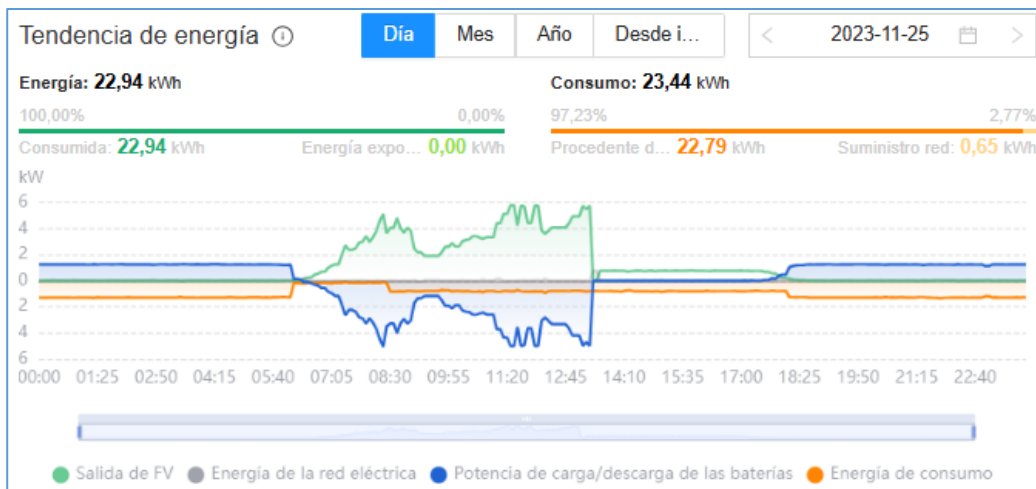 Tendencia de energía
Día Mes Año Desde i... 2023-11-25
Energía: 22,94 kWh Consumo: 23,44 kWh
100,00% 0,00% 97,23% 2,77%
Consumida: 22,94 kWh Energía expo... 0,00 kWh Procedente d... 22,79 kWh Suministro red: 0,65 kWh
kW
6
4
2
0
2
4
6
00:00 01:25 02:50 04:15 05:40 07:05 08:30 09:55 11:20 12:45 14:10 15:35 17:00 18:25 19:50 21:15 22:40
Salida de FV Energía de la red eléctrica Potencia de carga/descarga de las baterías Energía de consumo